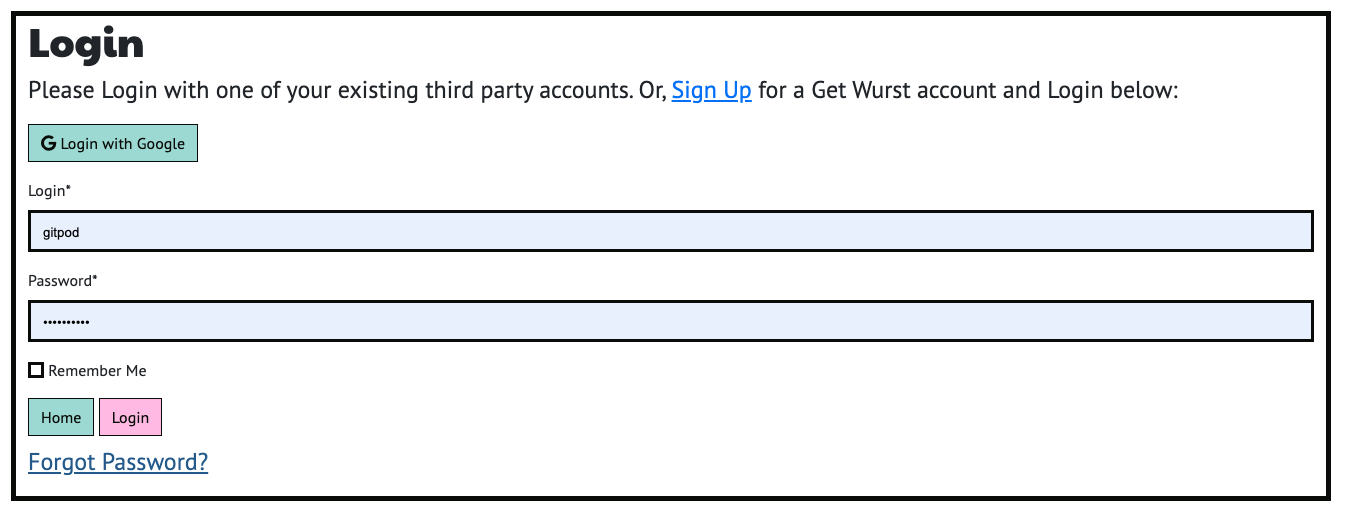 Login
Please Login with one of your existing third party accounts. Or, Sign Up for a Get Wurst account and Login below:
G Login with Google
Login*
gitpod
Password*
••••••••••
Remember Me
Home Login
Forgot Password?